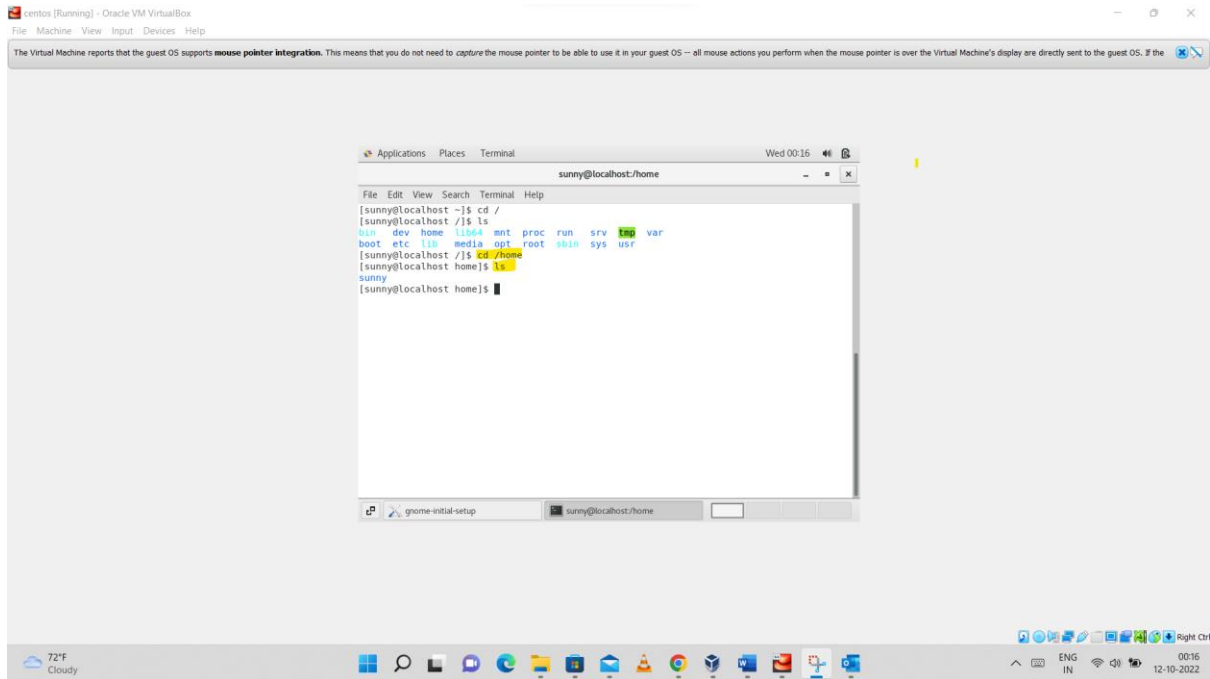 centos [Running] - Oracle VM VirtualBox
File Machine View Input Devices Help
The Virtual Machine reports that the guest OS supports mouse pointer integration. This means that you do not need to capture the mouse pointer to be able to use it in your guest OS -- all mouse actions you perform when the mouse pointer is over the Virtual Machine's display are directly sent to the guest OS. If the
Applications Places Terminal Wed 00:16
sunny@localhost:/home
File Edit View Search Terminal Help
[sunny@localhost ~]$ cd /
[sunny@localhost /]$ ls
bin dev home lib64 mnt proc run srv tmp var
boot etc lib media opt root sbin sys usr
[sunny@localhost /]$ cd /home
[sunny@localhost home]$ ls
sunny
[sunny@localhost home]$
gnome-initial-setup sunny@localhost:/home
Right Ctrl
72°F
Cloudy
ENG
IN
00:16
12-10-2022